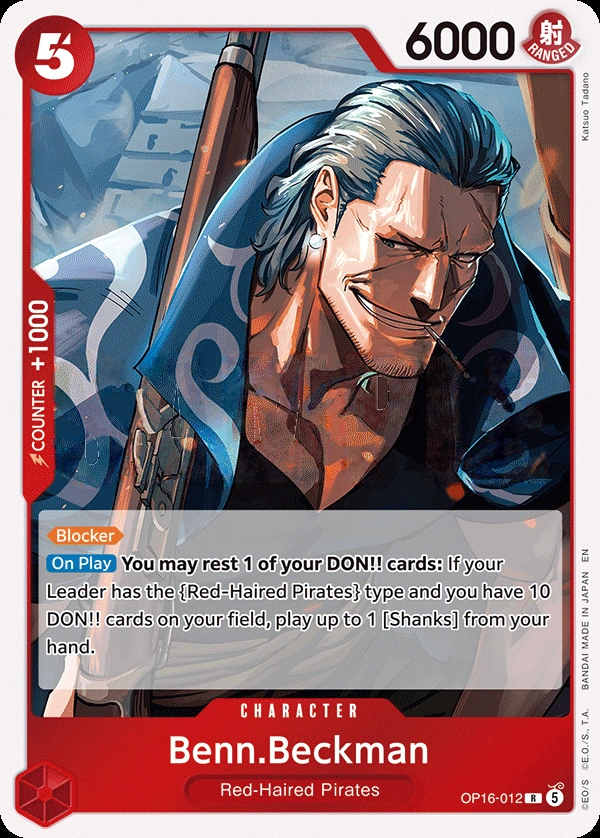 5
6000
射
RANGED
Katsuo Tadano
COUNTER +1000
Blocker
On Play You may rest 1 of your DON!! cards: If your
Leader has the {Red-Haired Pirates} type and you have 10
DON!! cards on your field, play up to 1 [Shanks] from your
hand.
CHARACTER
Benn.Beckman
Red-Haired Pirates
OP16-012 R 5
©EO/S ©E.O./S., T.A. BANDAI MADE IN JAPAN EN